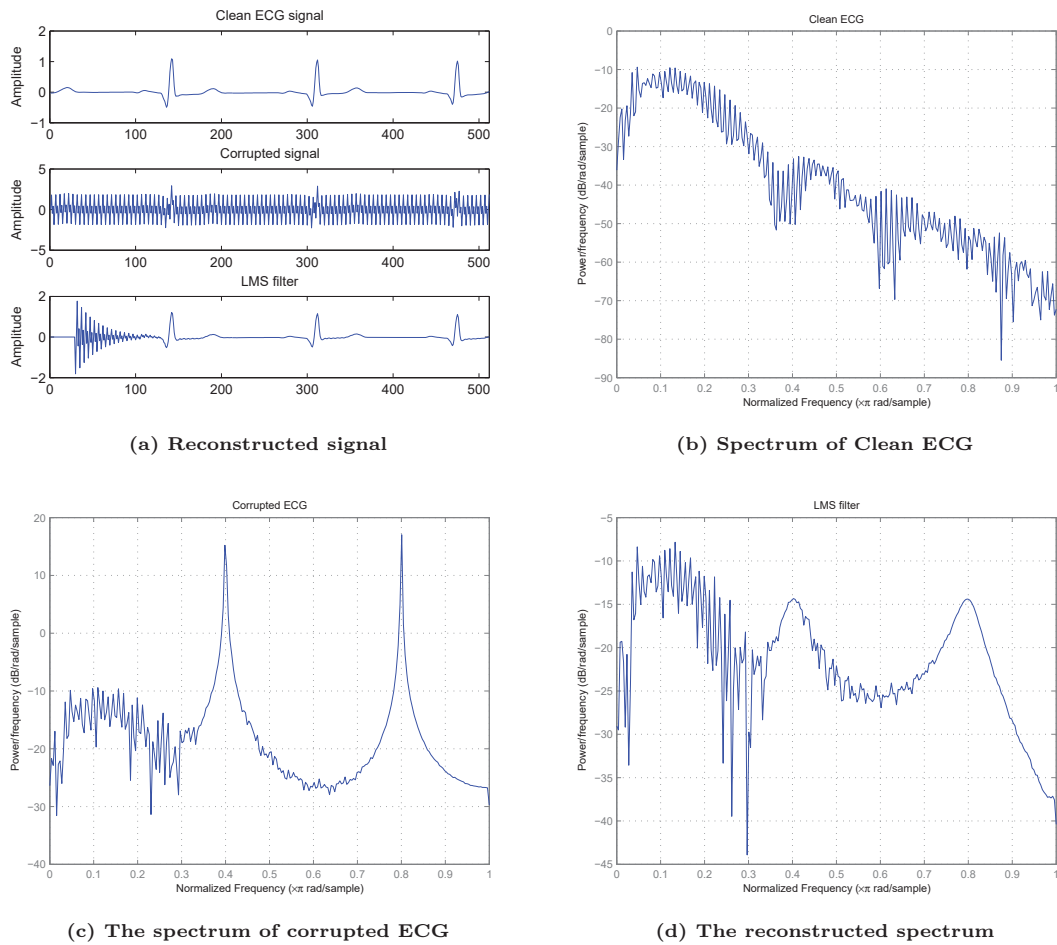 Clean ECG signal
2
1
0
−1
Amplitude
0 100 200 300 400 500
Corrupted signal
5
0
−5
Amplitude
0 100 200 300 400 500
LMS filter
2
0
−2
Amplitude
0 100 200 300 400 500
(a) Reconstructed signal
Clean ECG
0
−10
−20
−30
−40
−50
−60
−70
−80
−90
Power/frequency (dB/rad/sample)
0 0.1 0.2 0.3 0.4 0.5 0.6 0.7 0.8 0.9 1
Normalized Frequency (×π rad/sample)
(b) Spectrum of Clean ECG
Corrupted ECG
20
10
0
−10
−20
−30
−40
Power/frequency (dB/rad/sample)
0 0.1 0.2 0.3 0.4 0.5 0.6 0.7 0.8 0.9 1
Normalized Frequency (×π rad/sample)
(c) The spectrum of corrupted ECG
LMS filter
−5
−10
−15
−20
−25
−30
−35
−40
−45
Power/frequency (dB/rad/sample)
0 0.1 0.2 0.3 0.4 0.5 0.6 0.7 0.8 0.9 1
Normalized Frequency (×π rad/sample)
(d) The reconstructed spectrum